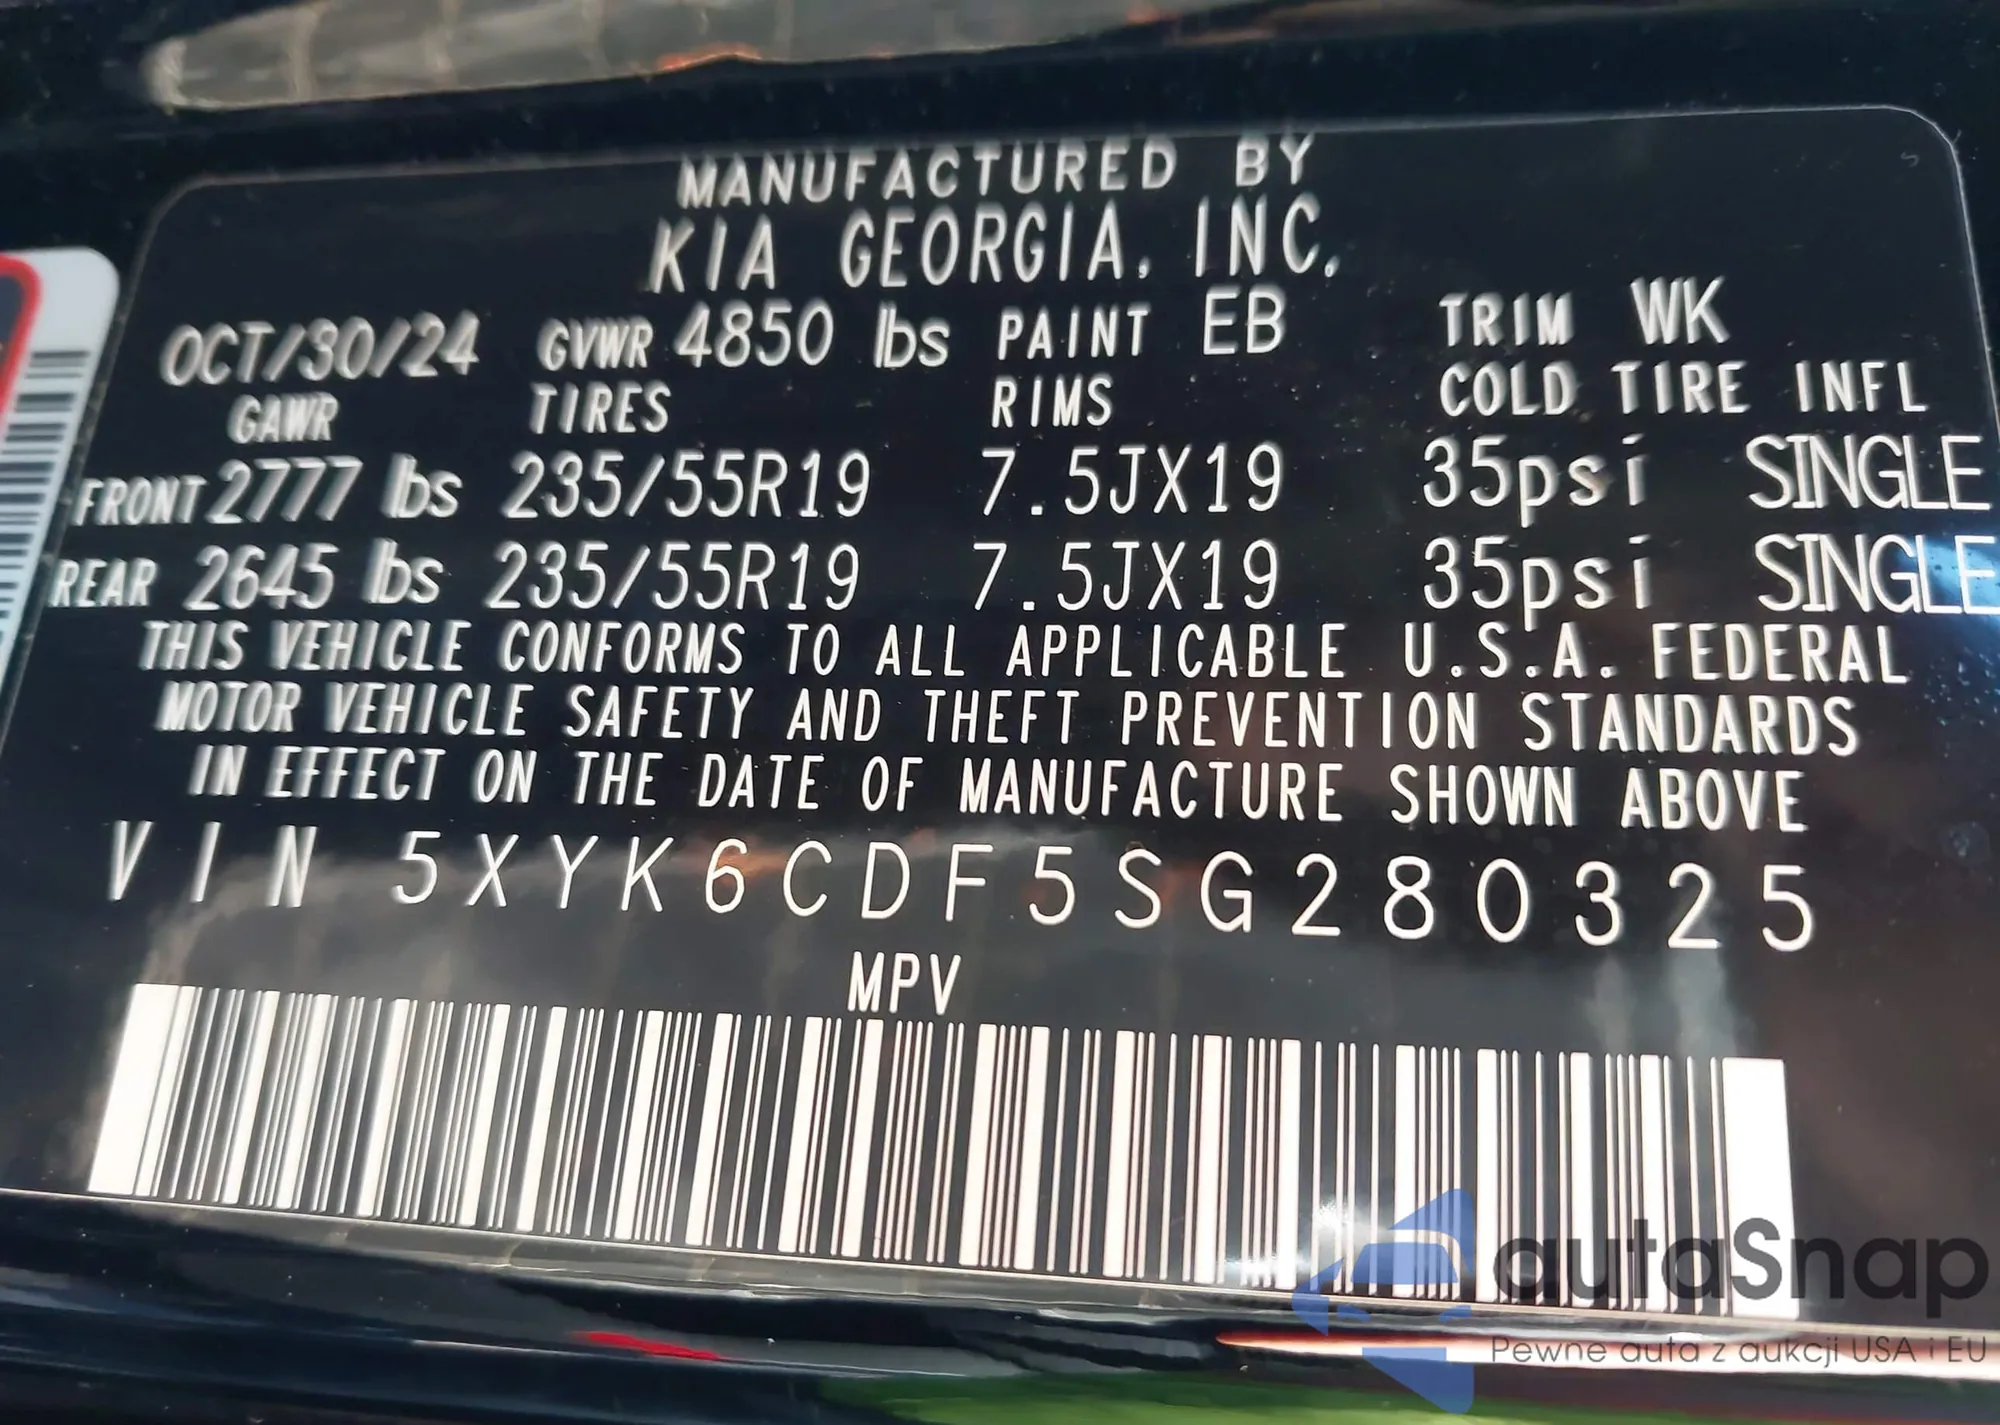 MANUFACTURED BY
KIA GEORGIA, INC.
OCT/30/24 GVWR 4850 lbs PAINT EB TRIM WK
GAWR TIRES RIMS COLD TIRE INFL
FRONT 2777 lbs 235/55R19 7.5JX19 35psi SINGLE
REAR 2645 lbs 235/55R19 7.5JX19 35psi SINGLE
THIS VEHICLE CONFORMS TO ALL APPLICABLE U.S.A. FEDERAL
MOTOR VEHICLE SAFETY AND THEFT PREVENTION STANDARDS
IN EFFECT ON THE DATE OF MANUFACTURE SHOWN ABOVE
VIN 5XYK6CDF5SG280325
MPV
autaSnap
Pewne auta z aukcji USA i EU